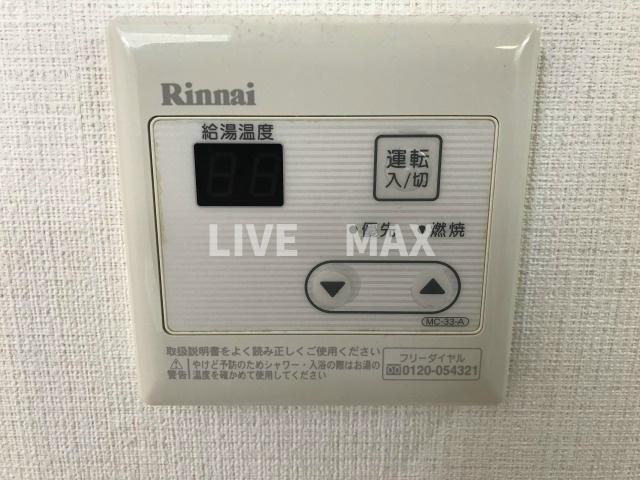 Rinnai
給湯温度
運転
入/切
優先 燃焼
LIVE MAX
▼ ▲
MC-33-A
取扱説明書をよく読み正しくご使用ください
警告 やけど予防のためシャワー・入浴の際はお湯の
温度を確かめて使用してください
フリーダイヤル
0120-054321